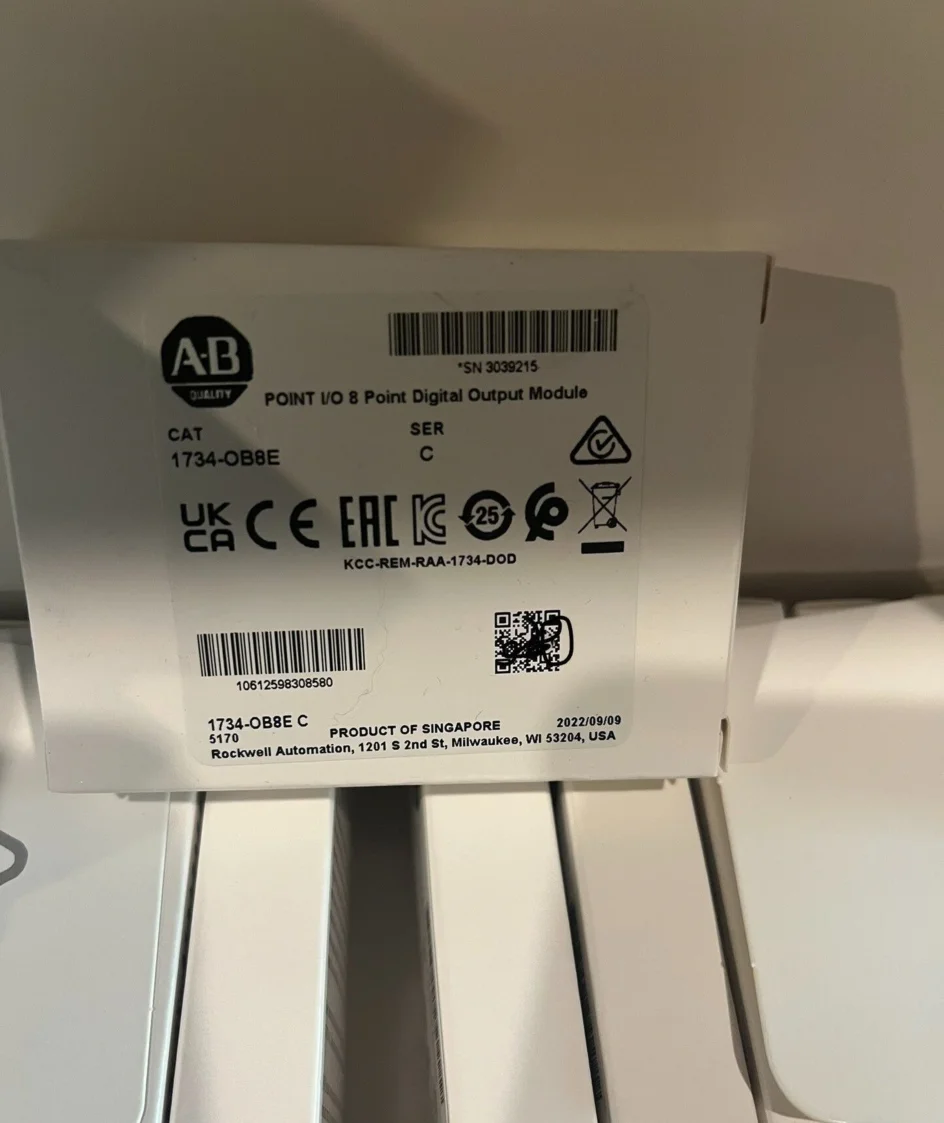 A-B
QUALITY
*SN 3039215
POINT I/O 8 Point Digital Output Module
CAT
SER
1734-OB8E
C
UK
CA
CE
EAC
KC
25
KCC-REM-RAA-1734-DOD
10612598308580
1734-OB8E C
5170
PRODUCT OF SINGAPORE
2022/09/09
Rockwell Automation, 1201 S 2nd St, Milwaukee, WI 53204, USA